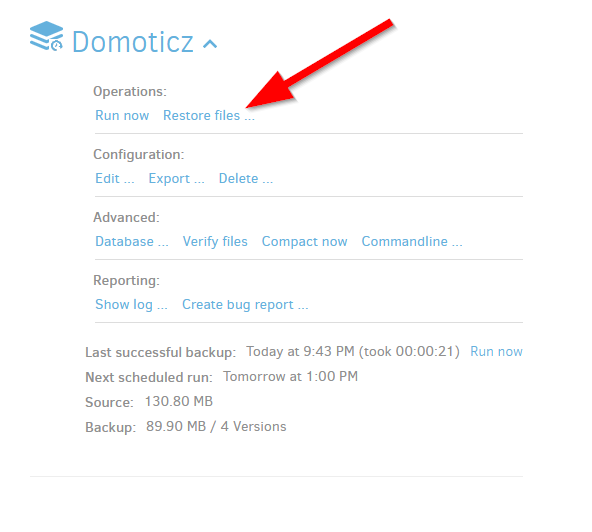 Domoticz
Operations:
Run now Restore files ...
Configuration:
Edit ... Export ... Delete ...
Advanced:
Database ... Verify files Compact now Commandline ...
Reporting:
Show log ... Create bug report ...
Last successful backup: Today at 9:43 PM (took 00:00:21) Run now
Next scheduled run: Tomorrow at 1:00 PM
Source: 130.80 MB
Backup: 89.90 MB / 4 Versions